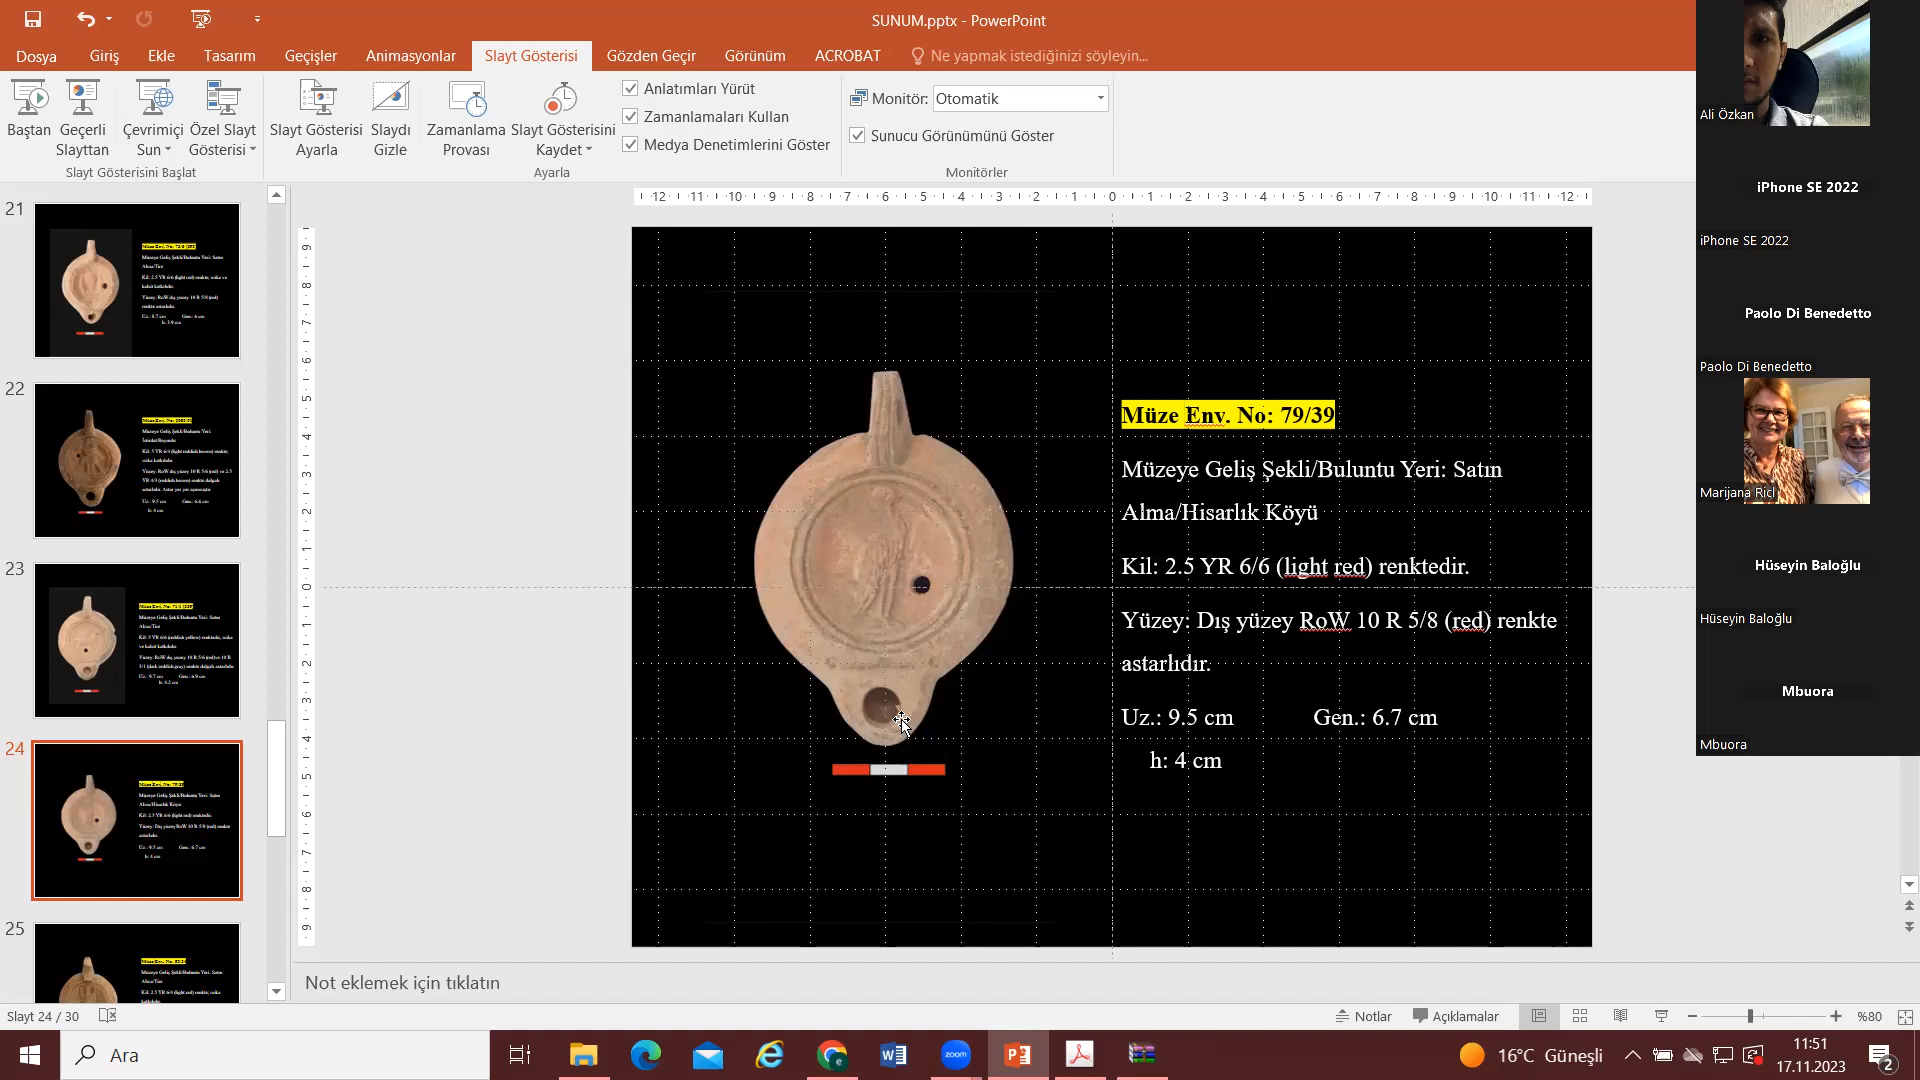 SUNUM.pptx - PowerPoint
Dosya Giriş Ekle Tasarım Geçişler Animasyonlar Slayt Gösterisi Gözden Geçir Görünüm ACROBAT Ne yapmak istediğinizi söyleyin...
Baştan
Geçerli Slayttan
Çevrimiçi Sun
Özel Slayt Gösterisi
Slayt Gösterisi Ayarla
Slaydı Gizle
Zamanlama Provası
Slayt Gösterisini Kaydet
Anlatımları Yürüt
Zamanlamaları Kullan
Medya Denetimlerini Göster
Monitör: Otomatik
Sunucu Görünümünü Göster
Slayt Gösterisini Başlat
Ayarla
Monitörler
21
22
23
24
25
Müze Env. No: 79/39
Müzeye Geliş Şekli/Buluntu Yeri: Satın
Alma/Hisarlık Köyü
Kil: 2.5 YR 6/6 (light red) renktedir.
Yüzey: Dış yüzey RoW 10 R 5/8 (red) renkte
astarlıdır.
Uz.: 9.5 cm Gen.: 6.7 cm
h: 4 cm
Ali Özkan
iPhone SE 2022
iPhone SE 2022
Paolo Di Benedetto
Paolo Di Benedetto
Marijana Ricl
Hüseyin Baloğlu
Hüseyin Baloğlu
Mbuora
Mbuora
Not eklemek için tıklatın
Slayt 24 / 30
Notlar
Açıklamalar
%80
Ara
zoom
16°C Güneşli
11:51
17.11.2023
2